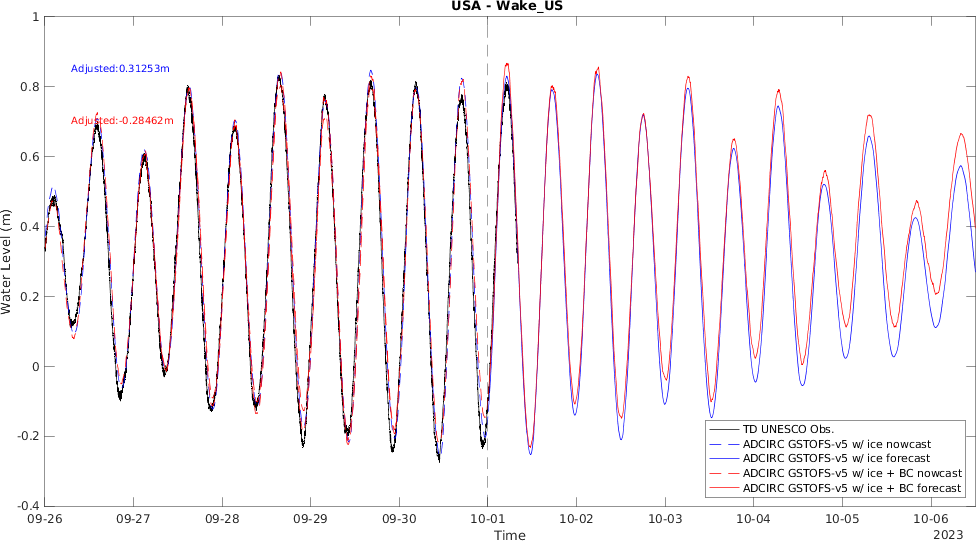 USA - Wake_US
1
0.8
0.6
0.4
0.2
0
-0.2
-0.4
Water Level (m)
Adjusted:0.31253m
Adjusted:-0.28462m
TD UNESCO Obs.
ADCIRC GSTOFS-v5 w/ ice nowcast
ADCIRC GSTOFS-v5 w/ ice forecast
ADCIRC GSTOFS-v5 w/ ice + BC nowcast
ADCIRC GSTOFS-v5 w/ ice + BC forecast
09-26 09-27 09-28 09-29 09-30 10-01 10-02 10-03 10-04 10-05 10-06
Time
2023